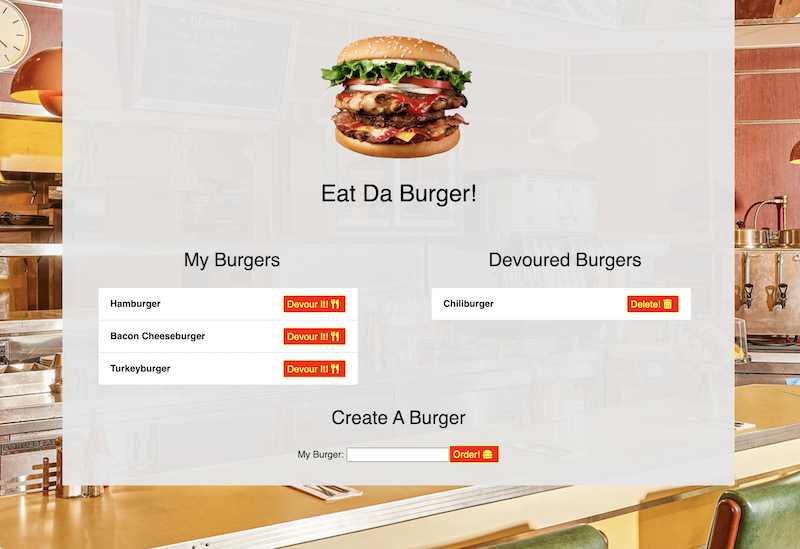 DESSERT
Eat Da Burger!
My Burgers
Hamburger Devour It!
Bacon Cheeseburger Devour It!
Turkeyburger Devour It!
Devoured Burgers
Chiliburger Delete!
Create A Burger
My Burger: Order!